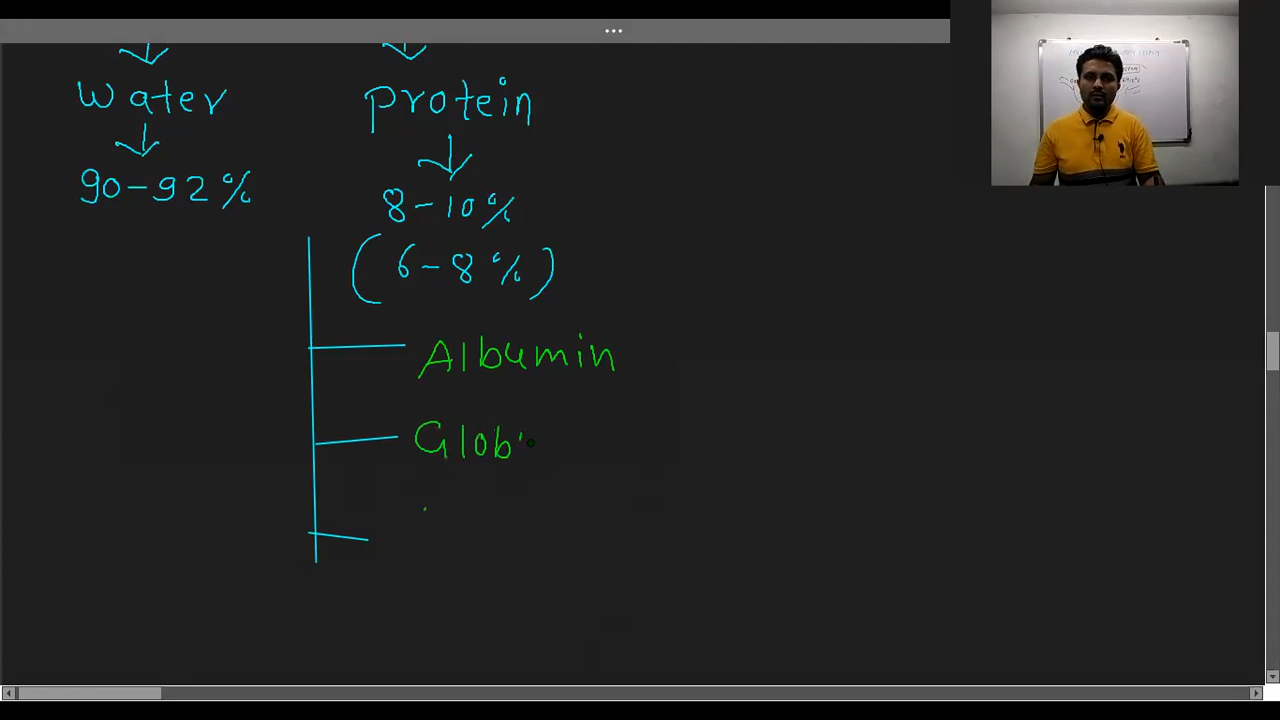 Water
Protein
90-92%
8-10%
(6-8%)
Albumin
Glob